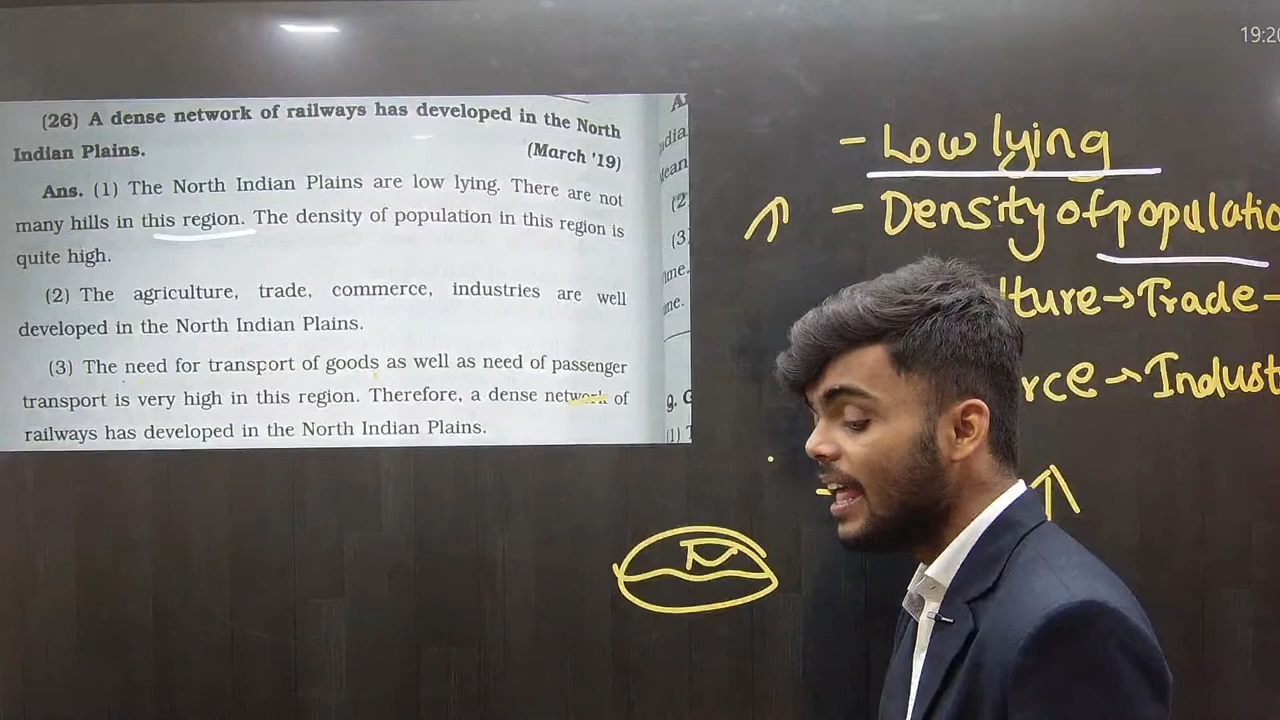 19:20
(26) A dense network of railways has developed in the North
Indian Plains. (March '19)
Ans. (1) The North Indian Plains are low lying. There are not
many hills in this region. The density of population in this region is
quite high.
(2) The agriculture, trade, commerce, industries are well
developed in the North Indian Plains.
(3) The need for transport of goods as well as need of passenger
transport is very high in this region. Therefore, a dense network of
railways has developed in the North Indian Plains.
(2)
(3)
(1)
- Low lying
- Density of populatio
lture→Trade-
rce→Indust